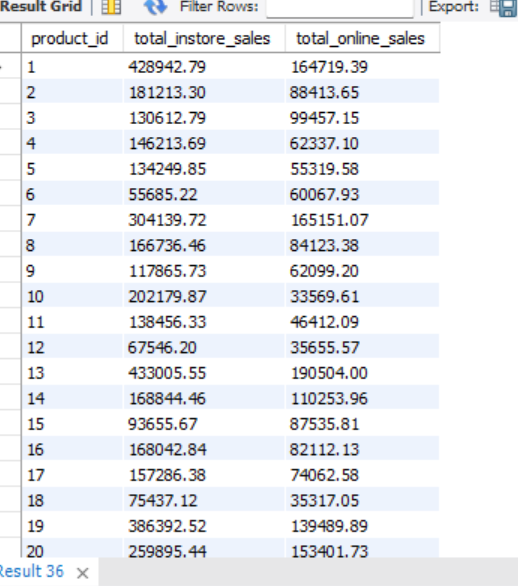 Result Grid Filter Rows: Export:
product_id total_instore_sales total_online_sales
1 428942.79 164719.39
2 181213.30 88413.65
3 130612.79 99457.15
4 146213.69 62337.10
5 134249.85 55319.58
6 55685.22 60067.93
7 304139.72 165151.07
8 166736.46 84123.38
9 117865.73 62099.20
10 202179.87 33569.61
11 138456.33 46412.09
12 67546.20 35655.57
13 433005.55 190504.00
14 168844.46 110253.96
15 93655.67 87535.81
16 168042.84 82112.13
17 157286.38 74062.58
18 75437.12 35317.05
19 386392.52 139489.89
20 259895.44 153401.73
Result 36